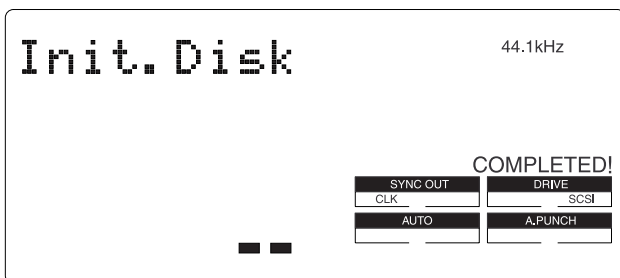 Init.Disk
44.1kHz
COMPLETED!
SYNC OUT DRIVE
CLK SCSI
AUTO A.PUNCH